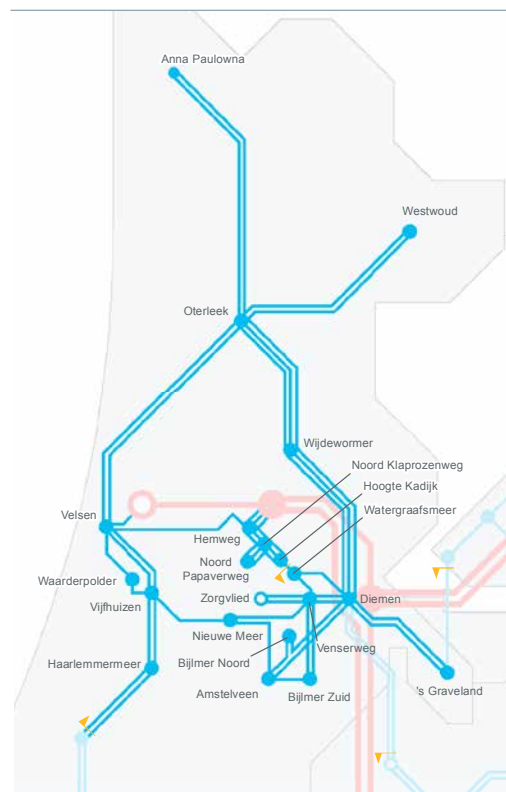 Anna Paulowna
Westwoud
Oterleek
Wijdewormer
Noord Klaprozenweg
Hoogte Kadijk
Watergraafsmeer
Velsen
Hemweg
Noord
Papaverweg
Waarderpolder
Zorgvlied
Diemen
Vijfhuizen
Nieuwe Meer
Venserweg
Bijlmer Noord
Haarlemmermeer
Amstelveen
Bijlmer Zuid
's Graveland